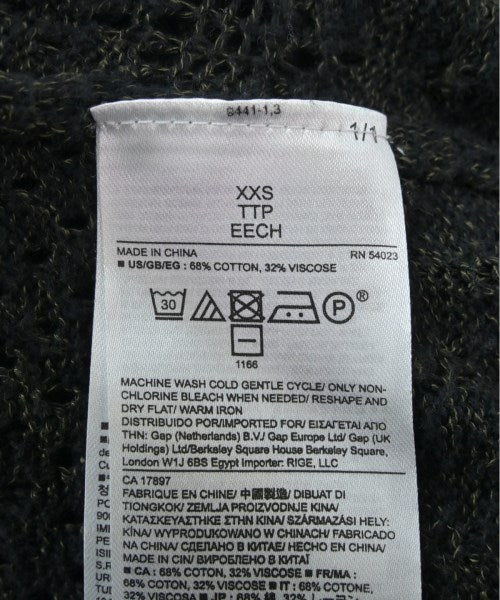 8441-1,3
1/1
XXS
TTP
EECH
MADE IN CHINA RN 54023
■ US/GB/EG : 68% COTTON, 32% VISCOSE
30 P®
1166
MACHINE WASH COLD GENTLE CYCLE/ ONLY NON-
CHLORINE BLEACH WHEN NEEDED/ RESHAPE AND
DRY FLAT/ WARM IRON
DISTRIBUIDO POR/IMPORTED FOR/ ΕΙΣΑΓΕΤΑΙ ΑΠΟ
THN: Gap (Netherlands) B.V./ Gap Europe Ltd/ Gap (UK
Holdings) Ltd/Berkeley Square House Berkeley Square,
London W1J 6BS Egypt Importer: RIGE, LLC
CA 17897
FABRIQUE EN CHINE/ 中國製造/ DIBUAT DI
TIONGKOK/ ZEMLJA PROIZVODNJE KINA/
ΚΑΤΑΣΚΕΥΑΣΤΗΚΕ ΣΤΗΝ ΚΙΝΑ/ SZÁRMAZÁSI HELY:
KÍNA/ WYPRODUKOWANO W CHINACH/ FABRICADO
NA CHINA/ СДЕЛАНО В КИТАЕ/ HECHO EN CHINA/
MADE IN CIN/ ВИРОБЛЕНО В КИТАЇ
■ CA : 68% COTON, 32% VISCOSE ■ FR/MA :
68% COTON, 32% VISCOSE ■ IT : 68% COTONE,
32% VISCOSA ■ JP : 68% 綿, 32%